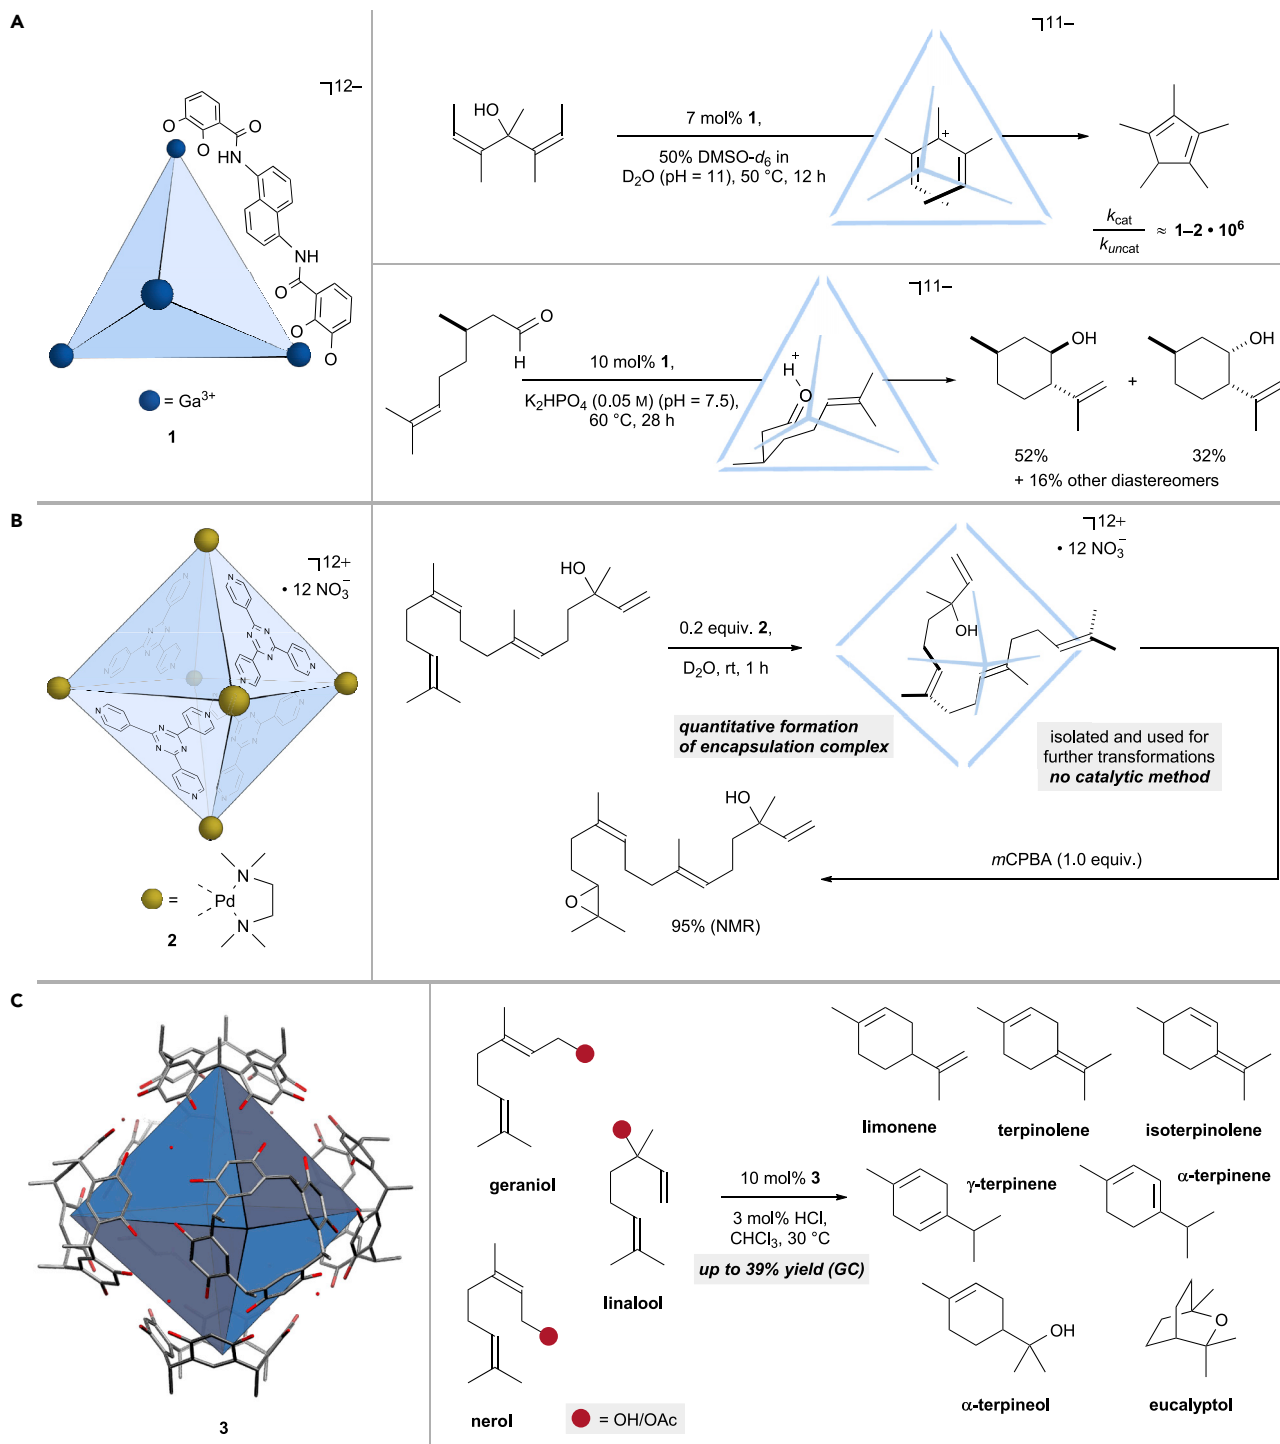 A
12–
O
O
O
NH
NH
O
O
O
= Ga3+
1
HO
7 mol% 1,
50% DMSO-d6 in
D2O (pH = 11), 50 °C, 12 h
11–
+
kcat
kuncat
≈ 1–2 • 10^6
O
H
10 mol% 1,
K2HPO4 (0.05 M) (pH = 7.5),
60 °C, 28 h
11–
+
H
O
OH
+
OH
52%
32%
+ 16% other diastereomers
B
12+
• 12 NO3−
N
N
N
N
N
N
N
N
N
N
N
N
= Pd
N
N
2
HO
0.2 equiv. 2,
D2O, rt, 1 h
quantitative formation
of encapsulation complex
12+
• 12 NO3−
OH
isolated and used for
further transformations
no catalytic method
mCPBA (1.0 equiv.)
HO
O
95% (NMR)
C
3
geraniol
linalool
nerol
= OH/OAc
10 mol% 3
3 mol% HCl,
CHCl3, 30 °C
up to 39% yield (GC)
limonene
terpinolene
isoterpinolene
γ-terpinene
α-terpinene
OH
O
α-terpineol
eucalyptol